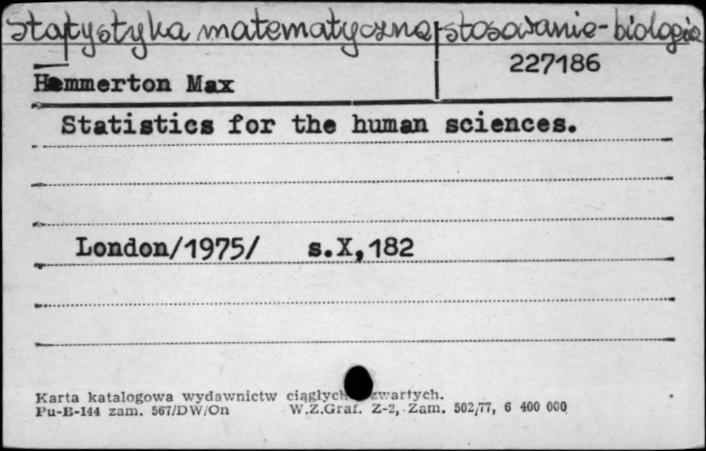 statystyka matematyczna-stosowanie-biologia
227186
Hammerton Max
Statistics for the human sciences.
London/1975/ s.X,182
Karta katalogowa wydawnictw ciągłych zwartych.
Pu-B-144 zam. 567/DW/On W.Z.Graf. Z-2, Zam. 502/77, 6 400 000